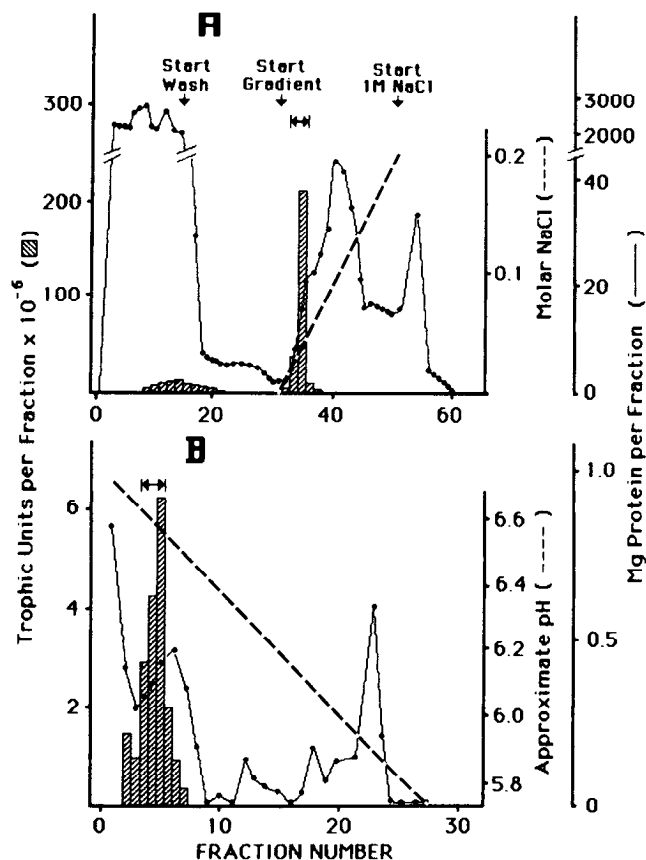 A
Start Wash
Start Gradient
Start 1M NaCl
300
200
100
0
20
40
60
0.2
0.1
Molar NaCl (-----)
3000
2000
40
20
0
Trophic Units per Fraction x 10⁻⁶ ( )
Mg Protein per Fraction (——)
B
6
4
2
0
10
20
30
6.6
6.4
6.2
6.0
5.8
Approximate pH (-----)
1.0
0.5
0
FRACTION NUMBER